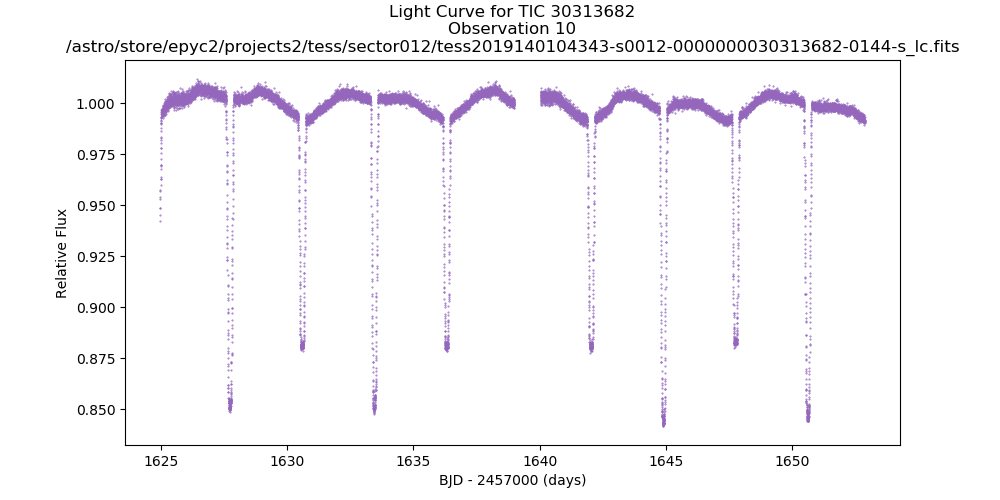 Light Curve for TIC 30313682
Observation 10
/astro/store/epyc2/projects2/tess/sector012/tess2019140104343-s0012-0000000030313682-0144-s_lc.fits
1.000
0.975
0.950
0.925
0.900
0.875
0.850
Relative Flux
1625 1630 1635 1640 1645 1650
BJD - 2457000 (days)